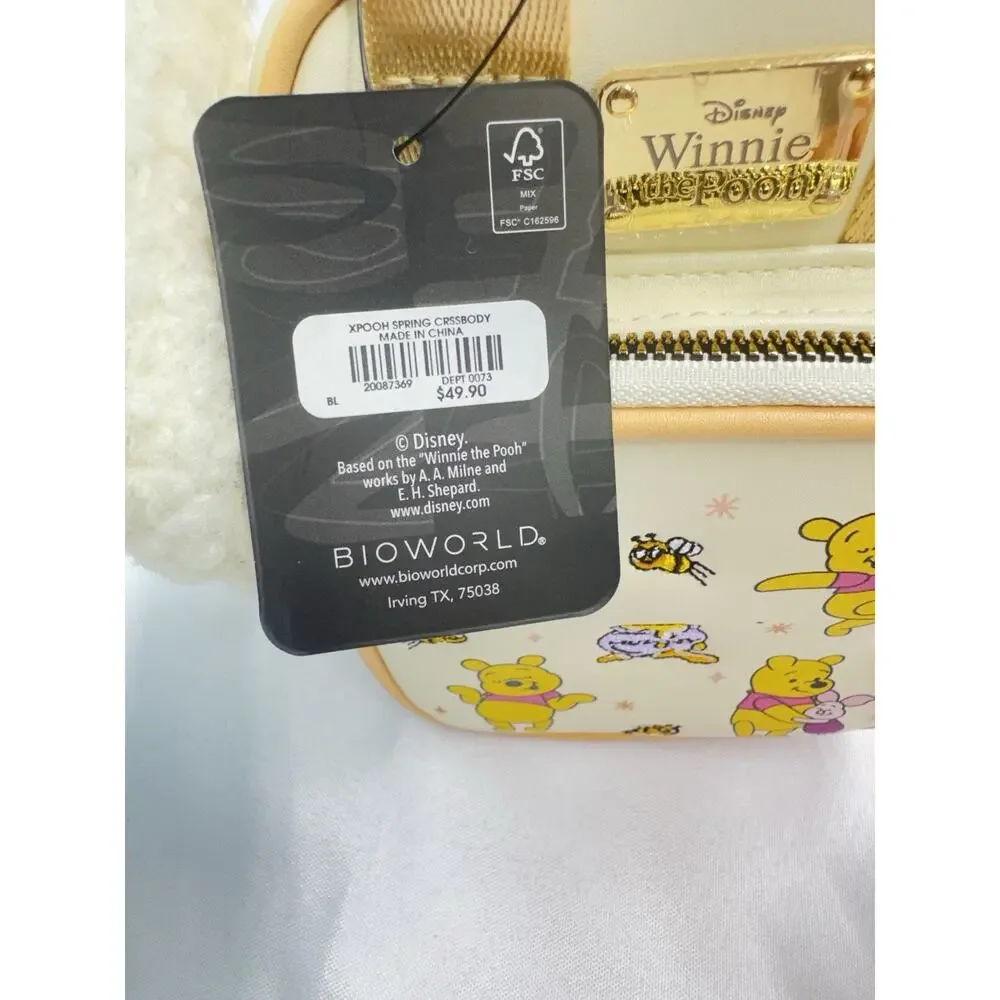 FSC
MIX
Paper
FSC® C162596
XPOOH SPRING CRSSBODY
MADE IN CHINA
20087369
DEPT 0073
BL
$49.90
© Disney.
Based on the "Winnie the Pooh"
works by A. A. Milne and
E. H. Shepard.
www.disney.com
BIOWORLD®
www.bioworldcorp.com
Irving TX, 75038
Disney
Winnie
the Pooh